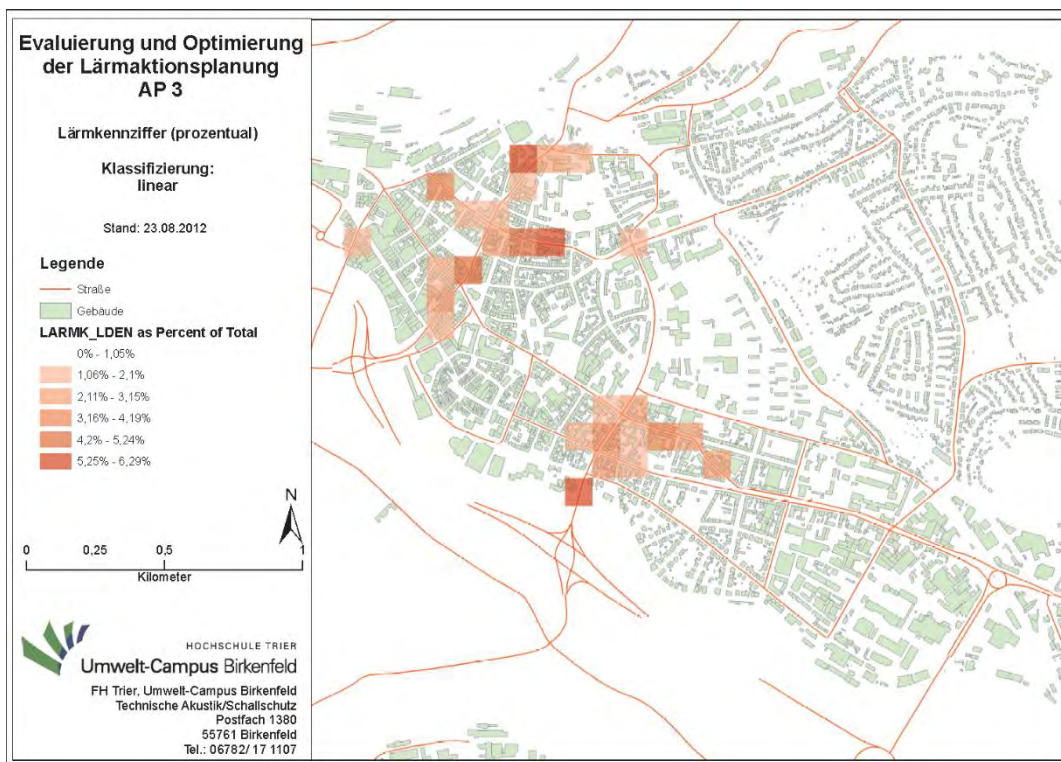 Evaluierung und Optimierung
der Lärmaktionsplanung
AP 3
Lärmkennziffer (prozentual)
Klassifizierung:
linear
Stand: 23.08.2012
Legende
Straße
Gebäude
LARMK_LDEN as Percent of Total
0% - 1,05%
1,06% - 2,1%
2,11% - 3,15%
3,16% - 4,19%
4,2% - 5,24%
5,25% - 6,29%
N
0 0,25 0,5 1
Kilometer
HOCHSCHULE TRIER
Umwelt-Campus Birkenfeld
FH Trier, Umwelt-Campus Birkenfeld
Technische Akustik/Schallschutz
Postfach 1380
55761 Birkenfeld
Tel.: 06782/ 17 1107